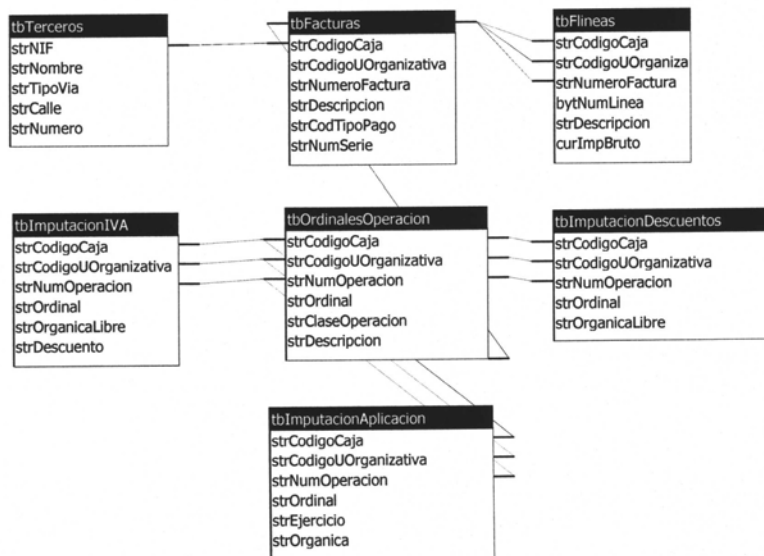 tbTerceros
strNIF
strNombre
strTipoVia
strCalle
strNumero
tbFacturas
strCodigoCaja
strCodigoUOrganizativa
strNumeroFactura
strDescripcion
strCodTipoPago
strNumSerie
tbFlineas
strCodigoCaja
strCodigoUOrganiza
strNumeroFactura
bytNumLinea
strDescripcion
curImpBruto
tbImputacionIVA
strCodigoCaja
strCodigoUOrganizativa
strNumOperacion
strOrdinal
strOrganicaLibre
strDescuento
tbOrdinalesOperacion
strCodigoCaja
strCodigoUOrganizativa
strNumOperacion
strOrdinal
strClaseOperacion
strDescripcion
tbImputacionDescuentos
strCodigoCaja
strCodigoUOrganizativa
strNumOperacion
strOrdinal
strOrganicaLibre
tbImputacionAplicacion
strCodigoCaja
strCodigoUOrganizativa
strNumOperacion
strOrdinal
strEjercicio
strOrganica